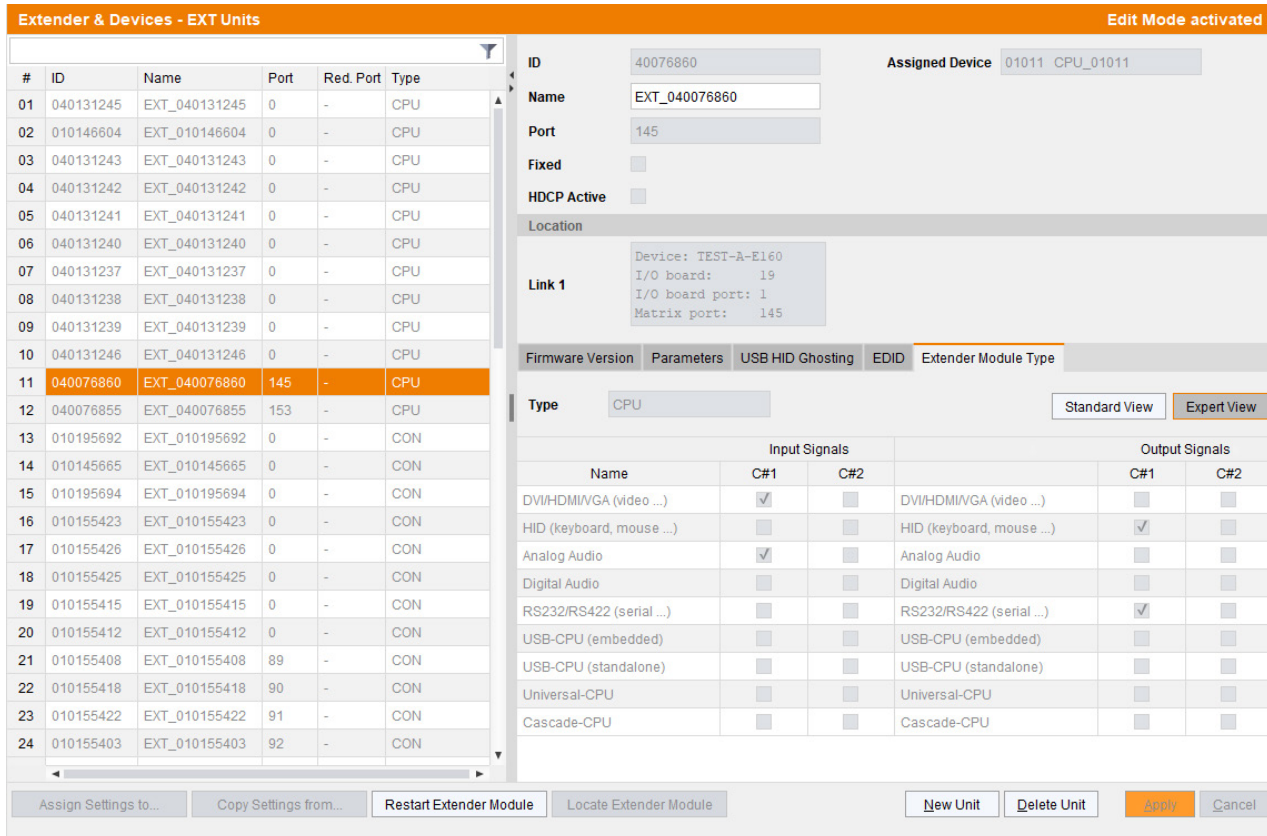 Extender & Devices - EXT Units
Edit Mode activated
# ID Name Port Red. Port Type
01 040131245 EXT_040131245 0 - CPU
02 010146604 EXT_010146604 0 - CPU
03 040131243 EXT_040131243 0 - CPU
04 040131242 EXT_040131242 0 - CPU
05 040131241 EXT_040131241 0 - CPU
06 040131240 EXT_040131240 0 - CPU
07 040131237 EXT_040131237 0 - CPU
08 040131238 EXT_040131238 0 - CPU
09 040131239 EXT_040131239 0 - CPU
10 040131246 EXT_040131246 0 - CPU
11 040076860 EXT_040076860 145 - CPU
12 040076855 EXT_040076855 153 - CPU
13 010195692 EXT_010195692 0 - CON
14 010145665 EXT_010145665 0 - CON
15 010195694 EXT_010195694 0 - CON
16 010155423 EXT_010155423 0 - CON
17 010155426 EXT_010155426 0 - CON
18 010155425 EXT_010155425 0 - CON
19 010155415 EXT_010155415 0 - CON
20 010155412 EXT_010155412 0 - CON
21 010155408 EXT_010155408 89 - CON
22 010155418 EXT_010155418 90 - CON
23 010155422 EXT_010155422 91 - CON
24 010155403 EXT_010155403 92 - CON
ID 40076860 Assigned Device 01011 CPU_01011
Name EXT_040076860
Port 145
Fixed
HDCP Active
Location
Link 1
Device: TEST-A-E160
I/O board: 19
I/O board port: 1
Matrix port: 145
Firmware Version Parameters USB HID Ghosting EDID Extender Module Type
Type CPU Standard View Expert View
Input Signals Output Signals
Name C#1 C#2 C#1 C#2
DVI/HDMI/VGA (video ...) DVI/HDMI/VGA (video ...)
HID (keyboard, mouse ...) HID (keyboard, mouse ...)
Analog Audio Analog Audio
Digital Audio Digital Audio
RS232/RS422 (serial ...) RS232/RS422 (serial ...)
USB-CPU (embedded) USB-CPU (embedded)
USB-CPU (standalone) USB-CPU (standalone)
Universal-CPU Universal-CPU
Cascade-CPU Cascade-CPU
Assign Settings to... Copy Settings from... Restart Extender Module Locate Extender Module New Unit Delete Unit Apply Cancel